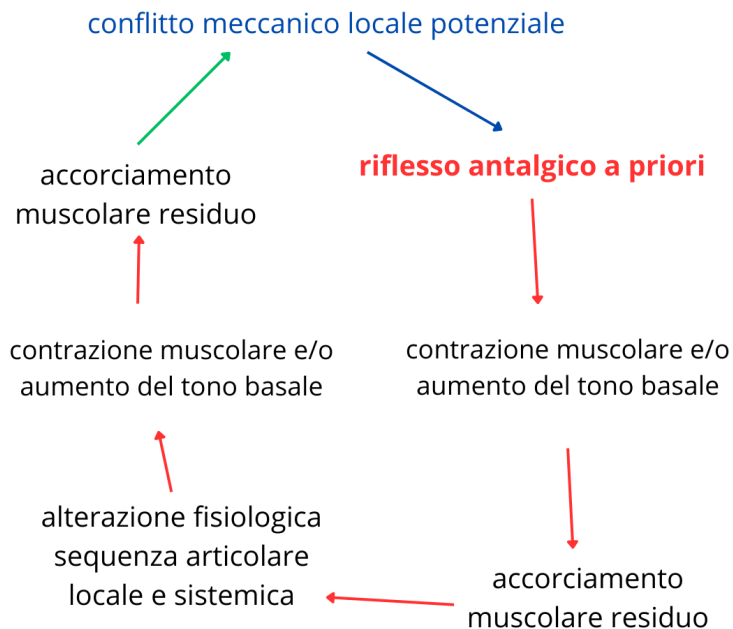 conflitto meccanico locale potenziale
riflesso antalgico a priori
accorciamento
muscolare residuo
contrazione muscolare e/o
aumento del tono basale
contrazione muscolare e/o
aumento del tono basale
alterazione fisiologica
sequenza articolare
locale e sistemica
accorciamento
muscolare residuo